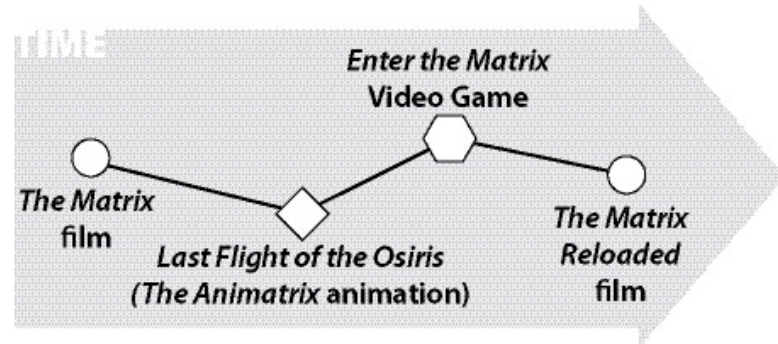 TIME
Enter the Matrix
Video Game
The Matrix
film
Last Flight of the Osiris
(The Animatrix animation)
The Matrix
Reloaded
film